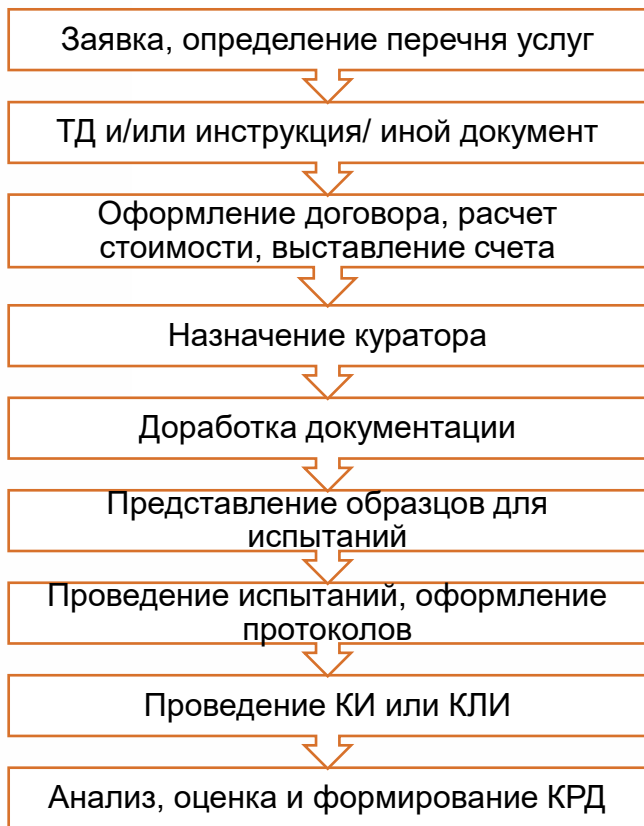 Заявка, определение перечня услуг
ТД и/или инструкция/ иной документ
Оформление договора, расчет
стоимости, выставление счета
Назначение куратора
Доработка документации
Представление образцов для
испытаний
Проведение испытаний, оформление
протоколов
Проведение КИ или КЛИ
Анализ, оценка и формирование КРД